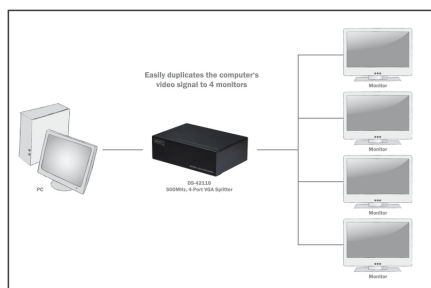 Easily duplicates the computer's
video signal to 4 monitors
Monitor
Monitor
PC
DS-42110
500MHz, 4-Port VGA Splitter
Monitor
Monitor